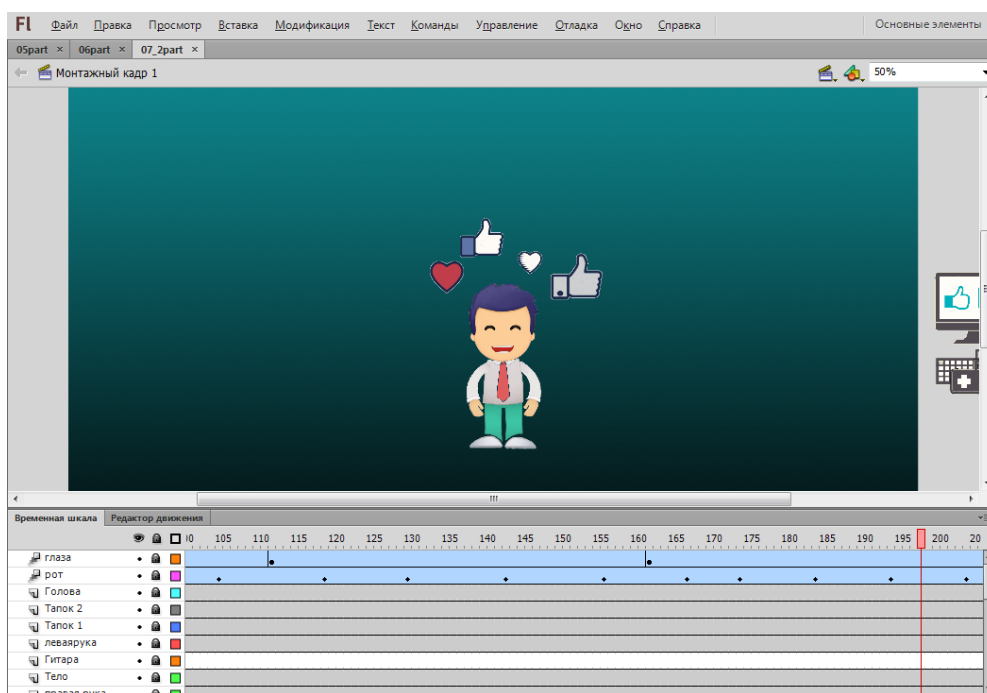 Fl Файл Правка Просмотр Вставка Модификация Текст Команды Управление Отладка Окно Справка Основные элементы
05part × 06part × 07_2part ×
Монтажный кадр 1 50%
Временная шкала Редактор движения
105 110 115 120 125 130 135 140 145 150 155 160 165 170 175 180 185 190 195 200 20
глаза
рот
Голова
Тапок 2
Тапок 1
леваярука
Гитара
Тело
правая рука